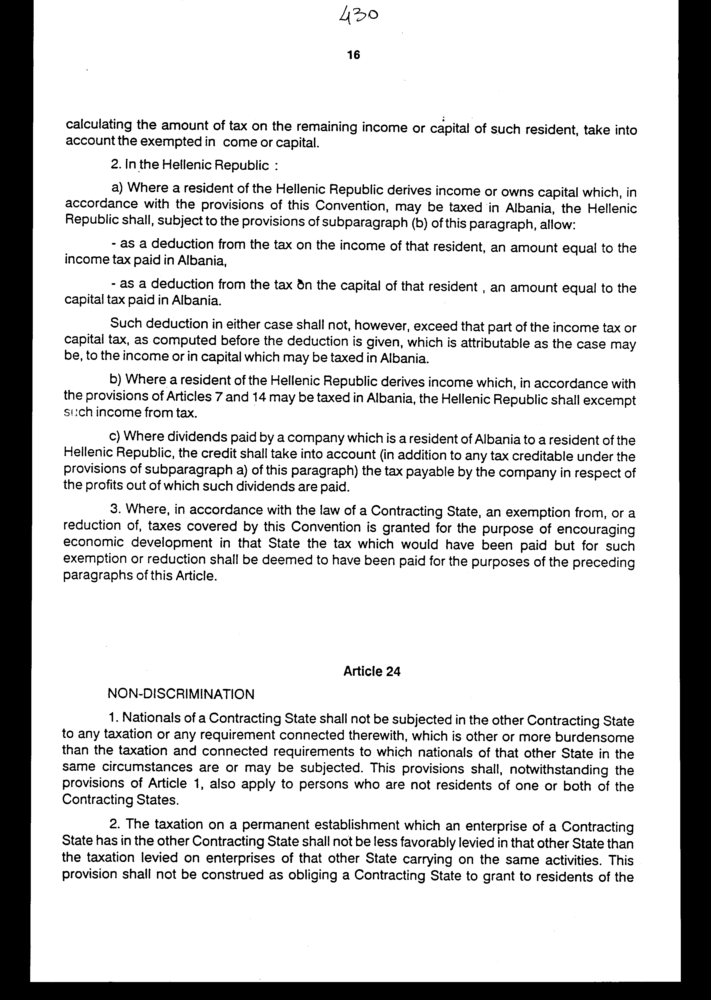 430
16
calculating the amount of tax on the remaining income or capital of such resident, take into
account the exempted in come or capital.
2. In the Hellenic Republic :
a) Where a resident of the Hellenic Republic derives income or owns capital which, in
accordance with the provisions of this Convention, may be taxed in Albania, the Hellenic
Republic shall, subject to the provisions of subparagraph (b) of this paragraph, allow:
- as a deduction from the tax on the income of that resident, an amount equal to the
income tax paid in Albania,
- as a deduction from the tax on the capital of that resident , an amount equal to the
capital tax paid in Albania.
Such deduction in either case shall not, however, exceed that part of the income tax or
capital tax, as computed before the deduction is given, which is attributable as the case may
be, to the income or in capital which may be taxed in Albania.
b) Where a resident of the Hellenic Republic derives income which, in accordance with
the provisions of Articles 7 and 14 may be taxed in Albania, the Hellenic Republic shall excempt
such income from tax.
c) Where dividends paid by a company which is a resident of Albania to a resident of the
Hellenic Republic, the credit shall take into account (in addition to any tax creditable under the
provisions of subparagraph a) of this paragraph) the tax payable by the company in respect of
the profits out of which such dividends are paid.
3. Where, in accordance with the law of a Contracting State, an exemption from, or a
reduction of, taxes covered by this Convention is granted for the purpose of encouraging
economic development in that State the tax which would have been paid but for such
exemption or reduction shall be deemed to have been paid for the purposes of the preceding
paragraphs of this Article.
Article 24
NON-DISCRIMINATION
1. Nationals of a Contracting State shall not be subjected in the other Contracting State
to any taxation or any requirement connected therewith, which is other or more burdensome
than the taxation and connected requirements to which nationals of that other State in the
same circumstances are or may be subjected. This provisions shall, notwithstanding the
provisions of Article 1, also apply to persons who are not residents of one or both of the
Contracting States.
2. The taxation on a permanent establishment which an enterprise of a Contracting
State has in the other Contracting State shall not be less favorably levied in that other State than
the taxation levied on enterprises of that other State carrying on the same activities. This
provision shall not be construed as obliging a Contracting State to grant to residents of the